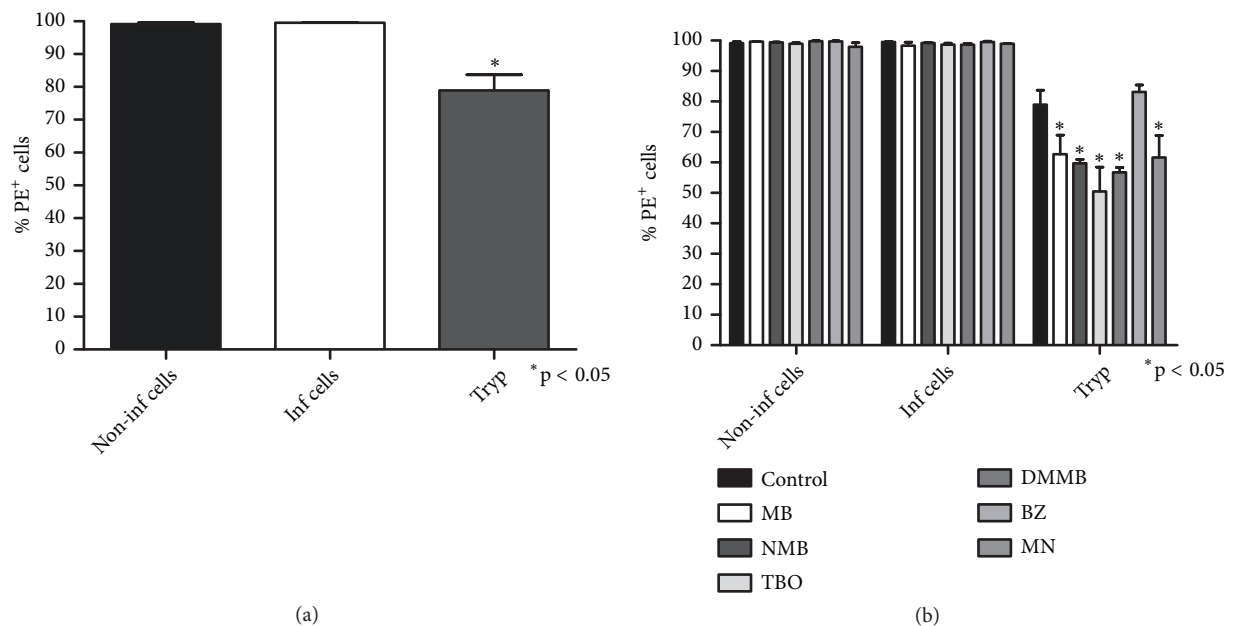 % PE+ cells
100
90
80
70
60
50
40
30
20
10
0
*
Non-inf cells
Inf cells
Tryp
*p < 0.05
(a)
% PE+ cells
100
90
80
70
60
50
40
30
20
10
0
* * * * *
Non-inf cells
Inf cells
Tryp
*p < 0.05
Control
MB
NMB
TBO
DMMB
BZ
MN
(b)